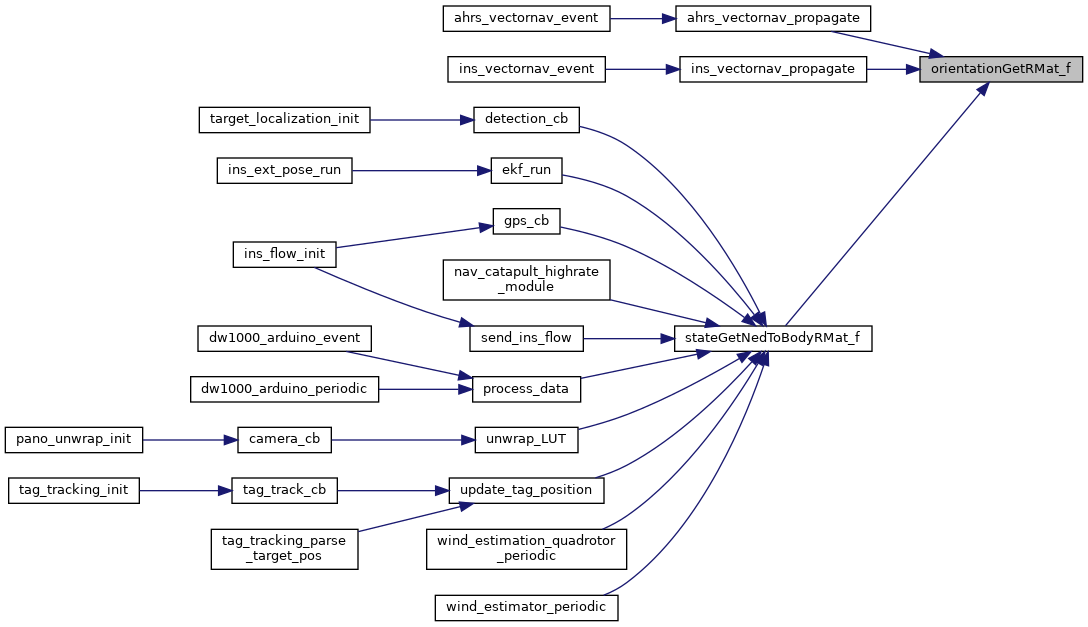 ahrs_vectornav_event
ahrs_vectornav_propagate
ins_vectornav_event
ins_vectornav_propagate
orientationGetRMat_f
target_localization_init
detection_cb
ins_ext_pose_run
ekf_run
gps_cb
ins_flow_init
nav_catapult_highrate
_module
send_ins_flow
stateGetNedToBodyRMat_f
dw1000_arduino_event
dw1000_arduino_periodic
process_data
pano_unwrap_init
camera_cb
unwrap_LUT
tag_tracking_init
tag_track_cb
update_tag_position
tag_tracking_parse
_target_pos
wind_estimation_quadrotor
_periodic
wind_estimator_periodic